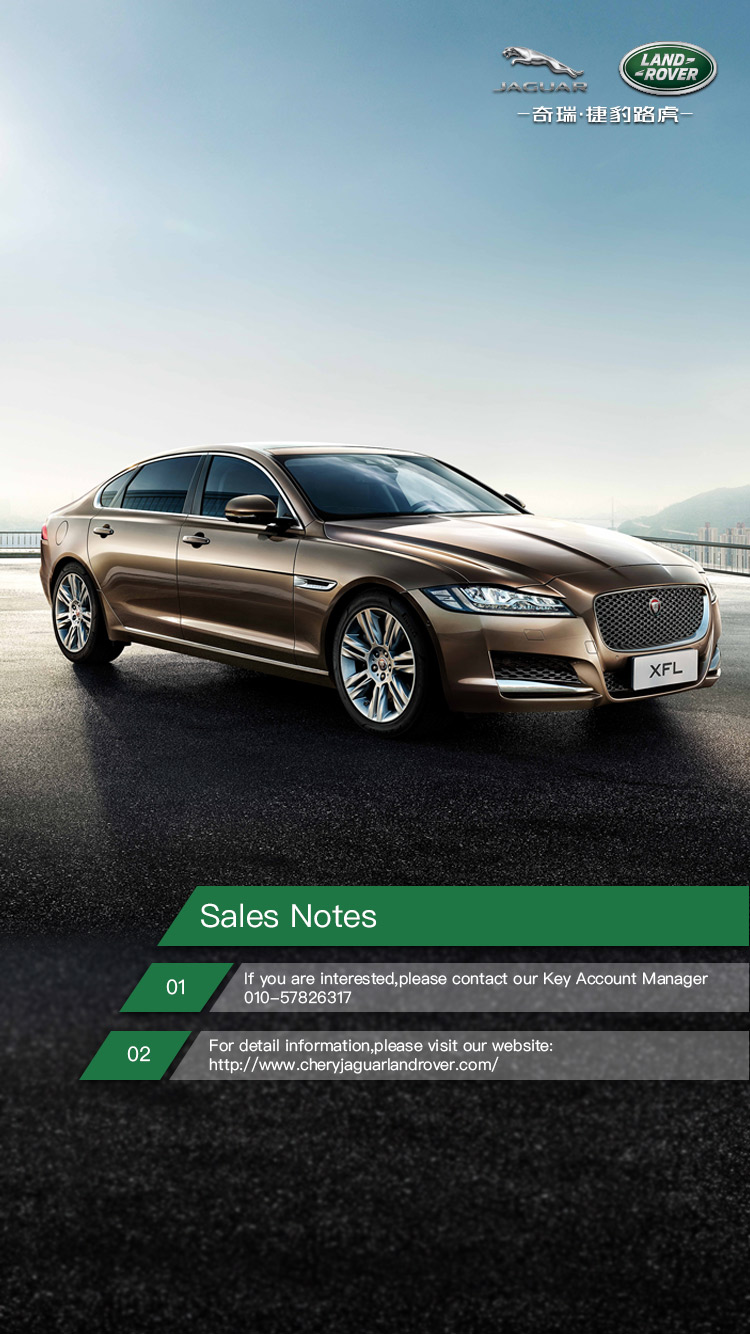 JAGUAR
LAND-
-ROVER
-奇瑞·捷豹路虎-
XFL
Sales Notes
01
If you are interested,please contact our Key Account Manager
010-57826317
02
For detail information,please visit our website:
http://www.cheryjaguarlandrover.com/